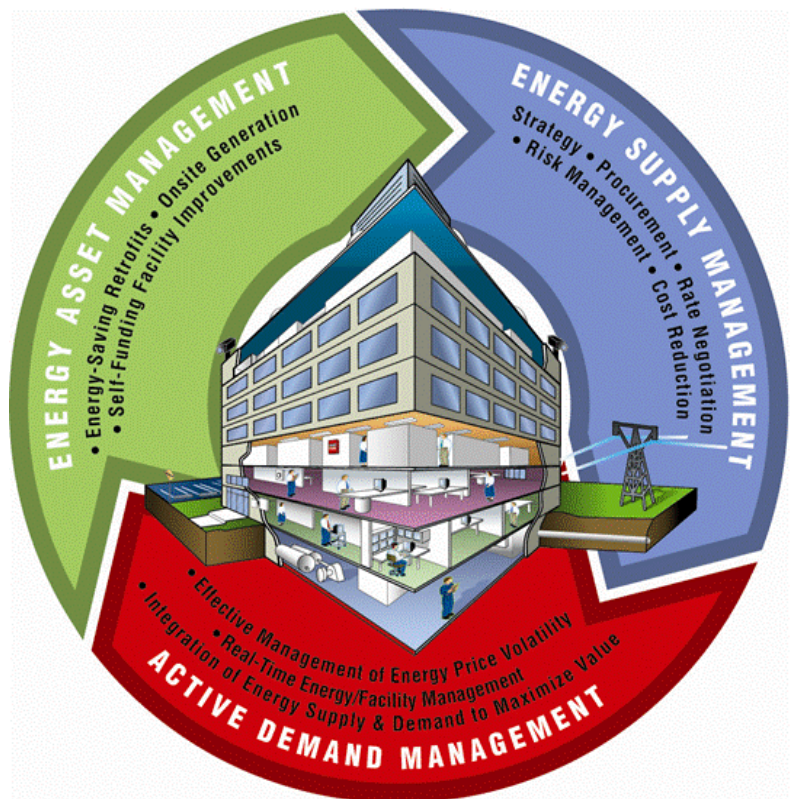 ENERGY ASSET MANAGEMENT
• Energy-Saving Retrofits • Onsite Generation
• Self-Funding Facility Improvements
ENERGY SUPPLY MANAGEMENT
Strategy • Procurement • Rate Negotiation
• Risk Management • Cost Reduction
• Effective Management of Energy Price Volatility
• Real-Time Energy/Facility Management
• Integration of Energy Supply & Demand to Maximize Value
ACTIVE DEMAND MANAGEMENT